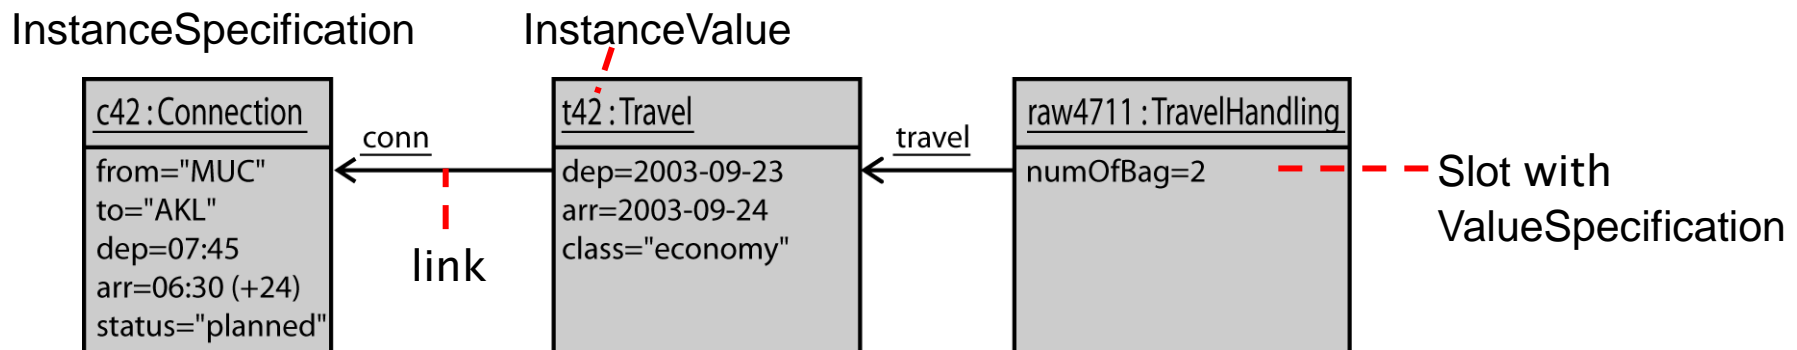 InstanceSpecification
InstanceValue
c42 : Connection
from="MUC"
to="AKL"
dep=07:45
arr=06:30 (+24)
status="planned"
conn
link
t42 : Travel
dep=2003-09-23
arr=2003-09-24
class="economy"
travel
raw4711 : TravelHandling
numOfBag=2
Slot with
ValueSpecification